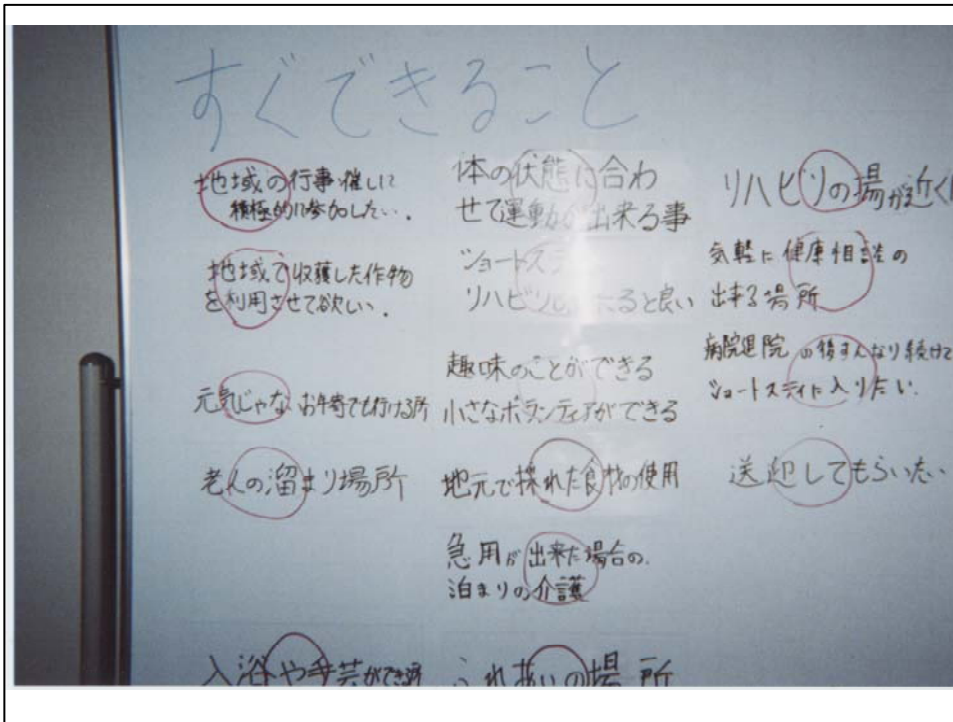 すぐできること
地域の行事・催しに
積極的に参加したい.
地域で収獲した作物
を利用させて欲しい.
元気じゃな お年寄でも行ける所
老人の溜まり場所
入浴や手芸ができる
体の状態に合わ
せて運動が出来る事
ショートステ
リハビリ ると良い
趣味のことができる
小さなボランティアができる
地元で採れた食材の使用
急用が出来た場合の.
泊まりの介護
ふれあいの場所
リハビリの場が近くに
気軽に健康相談の
出来る場所
病院退院の後すんなり続けて
ショートステイに入りたい.
送迎してもらいたい